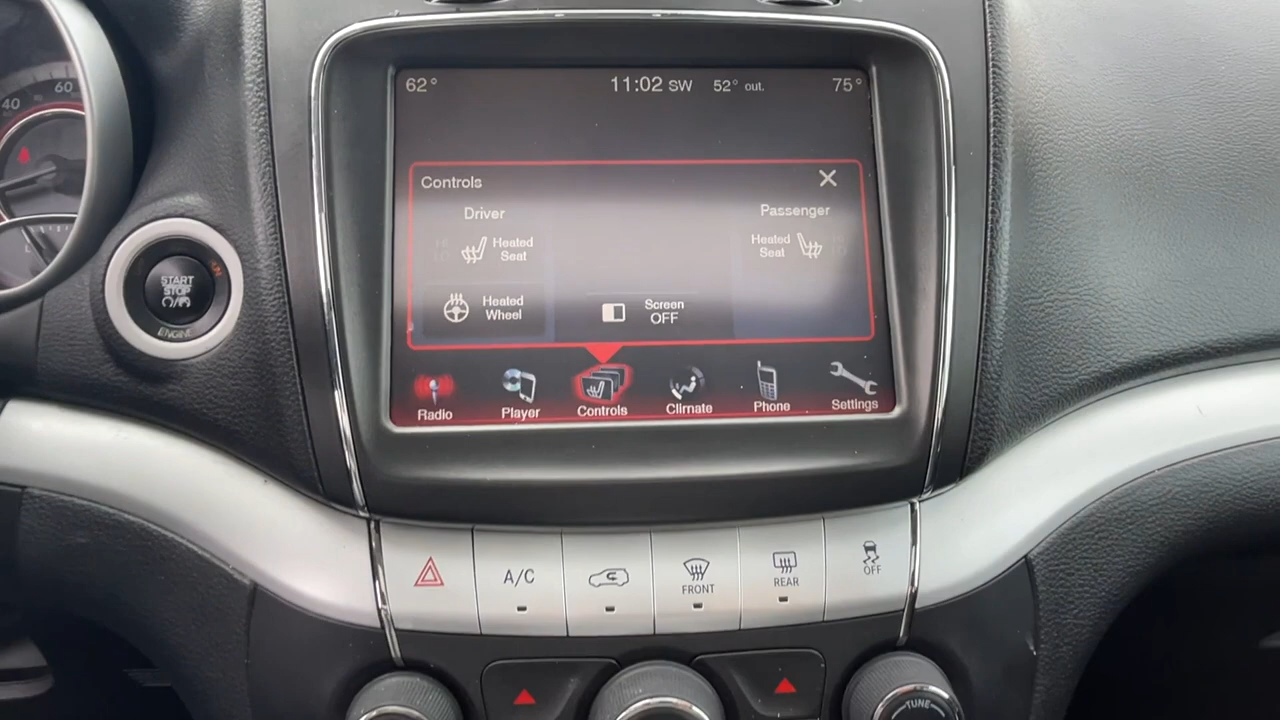 62° 11:02 SW 52° out. 75°
Controls
Driver
Passenger
Heated
Seat
Heated
Seat
Heated
Wheel
Screen
OFF
Radio
Player
Controls
Climate
Phone
Settings
40
60
START
STOP
ENGINE
A/C
FRONT
REAR
OFF
TUNE